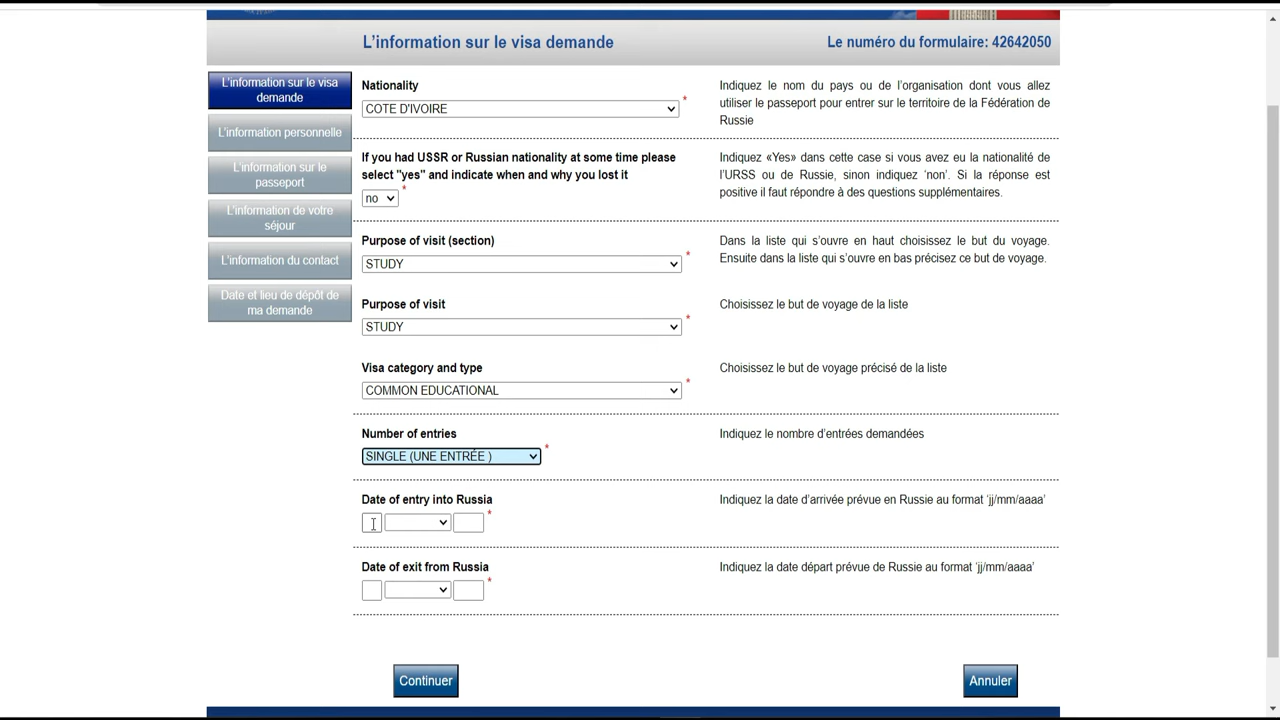 L'information sur le visa demande
Le numéro du formulaire: 42642050
L'information sur le visa
demande
L'information personnelle
L'information sur le
passeport
L'information de votre
séjour
L'information du contact
Date et lieu de dépôt de
ma demande
Nationality
COTE D'IVOIRE
*
Indiquez le nom du pays ou de l'organisation dont vous allez
utiliser le passeport pour entrer sur le territoire de la Fédération de
Russie
If you had USSR or Russian nationality at some time please
select "yes" and indicate when and why you lost it
no
*
Indiquez «Yes» dans cette case si vous avez eu la nationalité de
l'URSS ou de Russie, sinon indiquez 'non'. Si la réponse est
positive il faut répondre à des questions supplémentaires.
Purpose of visit (section)
STUDY
*
Dans la liste qui s'ouvre en haut choisissez le but du voyage.
Ensuite dans la liste qui s'ouvre en bas précisez ce but de voyage.
Purpose of visit
STUDY
*
Choisissez le but de voyage de la liste
Visa category and type
COMMON EDUCATIONAL
*
Choisissez le but de voyage précisé de la liste
Number of entries
SINGLE (UNE ENTRÉE )
*
Indiquez le nombre d'entrées demandées
Date of entry into Russia
*
Indiquez la date d'arrivée prévue en Russie au format 'jj/mm/aaaa'
Date of exit from Russia
*
Indiquez la date départ prévue de Russie au format 'jj/mm/aaaa'
Continuer
Annuler